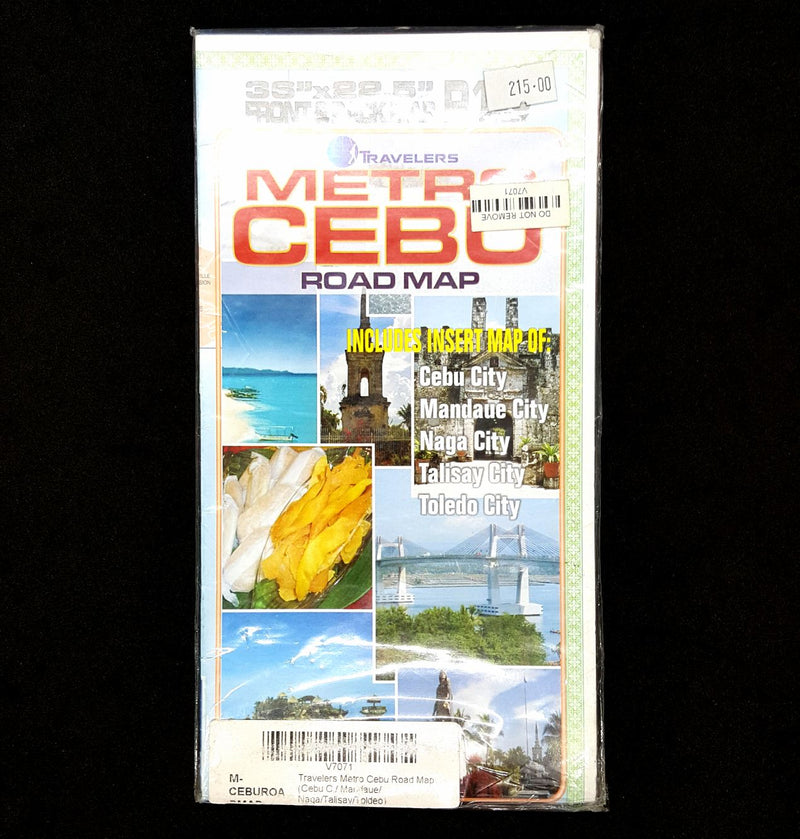 36"x22.5"
FRONT & BACK MAP
215.00
TRAVELERS
METRO
V7071
DO NOT REMOVE
CEBU
ROAD MAP
INCLUDES INSERT MAP OF:
Cebu City
Mandaue City
Naga City
Talisay City
Toledo City
V7071
M-
CEBUROA
Travelers Metro Cebu Road Map
(Cebu C / Mandaue/
Naga/Talisay/Toldeo)